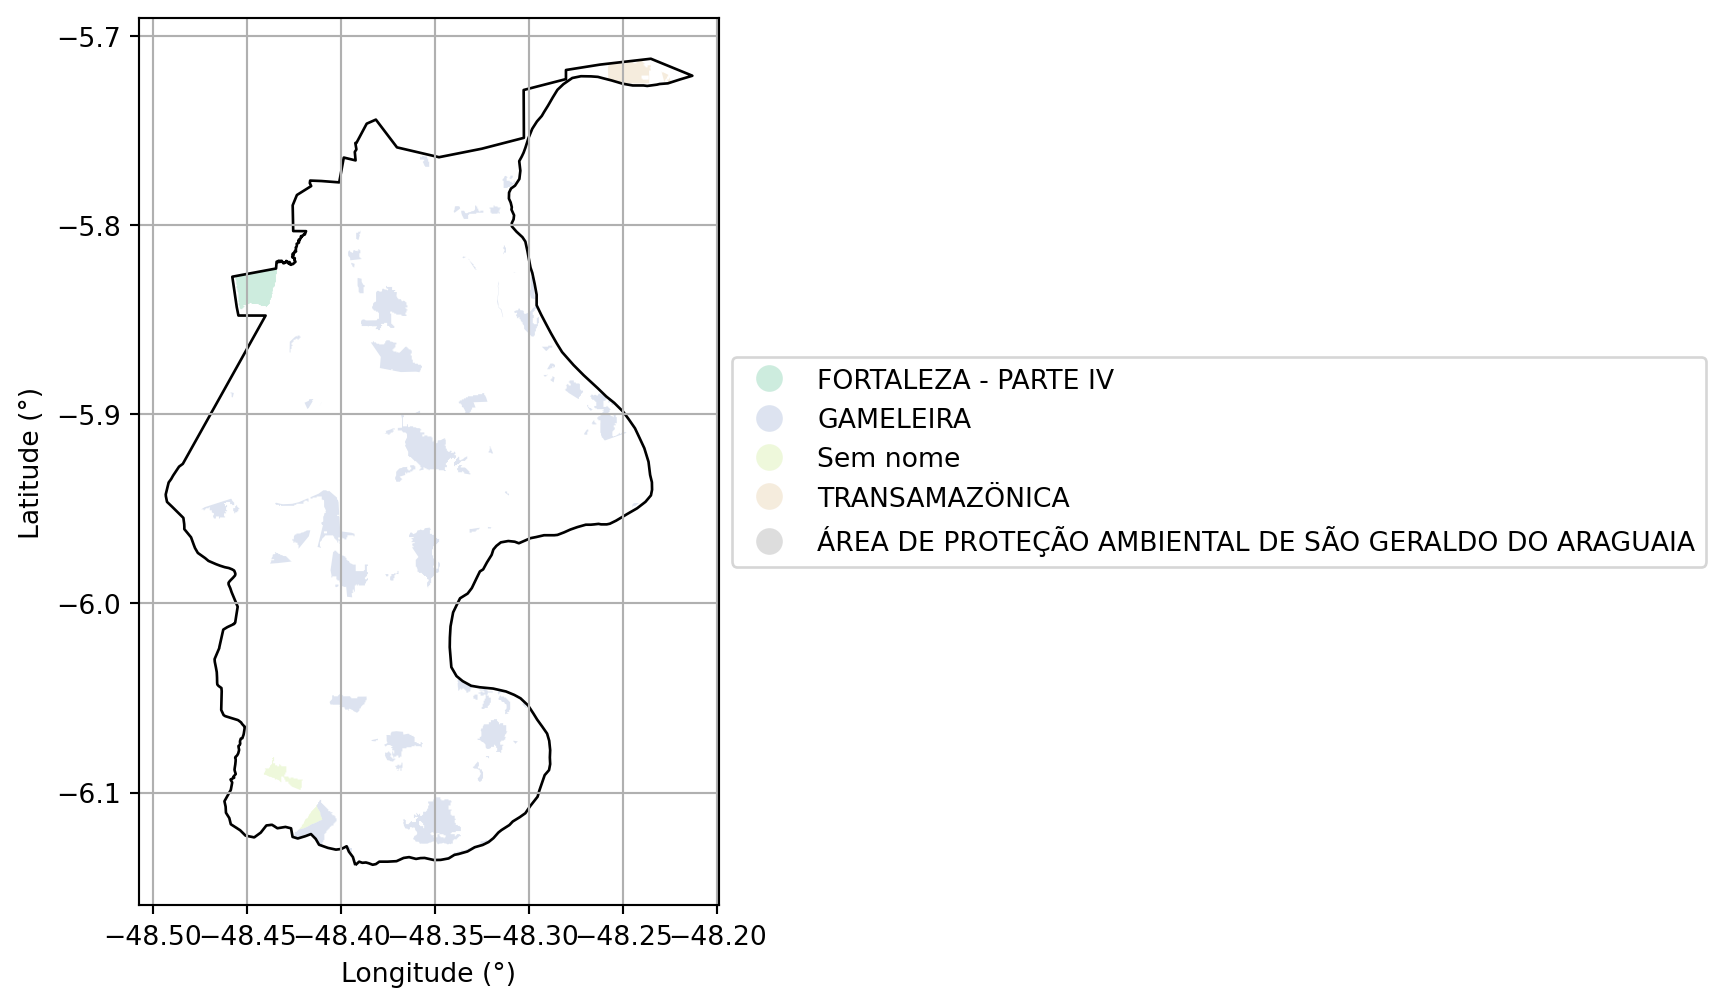 −5.7
−5.8
−5.9
−6.0
−6.1
Latitude (°)
−48.50 −48.45 −48.40 −48.35 −48.30 −48.25 −48.20
Longitude (°)
FORTALEZA - PARTE IV
GAMELEIRA
Sem nome
TRANSAMAZÖNICA
ÁREA DE PROTEÇÃO AMBIENTAL DE SÃO GERALDO DO ARAGUAIA